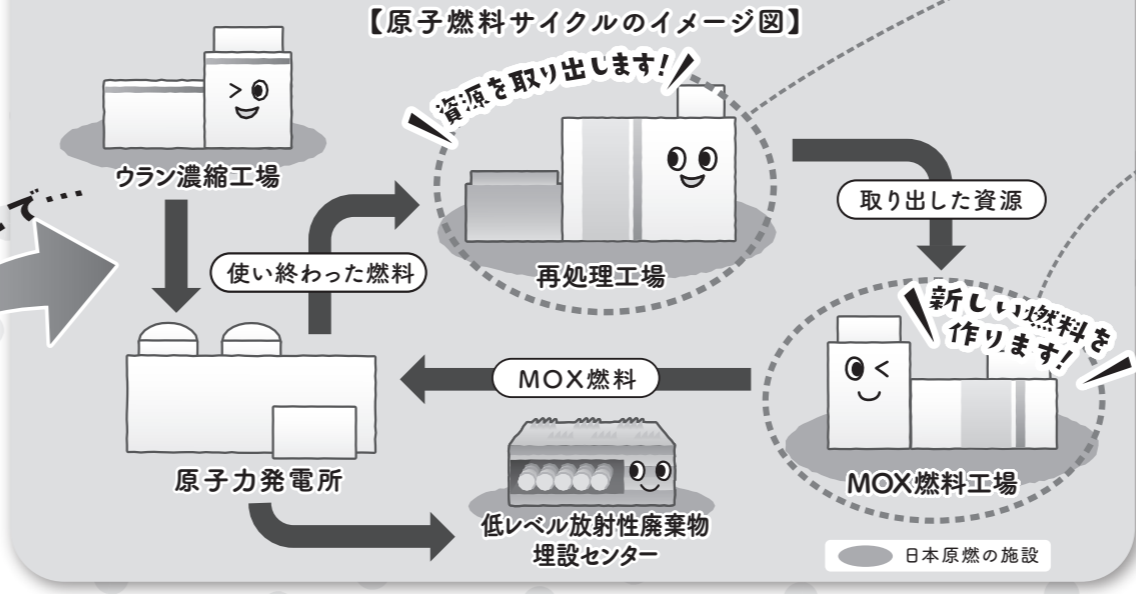 【原子燃料サイクルのイメージ図】
資源を取り出します!
ウラン濃縮工場
で…
取り出した資源
使い終わった燃料
再処理工場
新しい燃料を
作ります!
MOX燃料
原子力発電所
MOX燃料工場
低レベル放射性廃棄物
埋設センター
日本原燃の施設